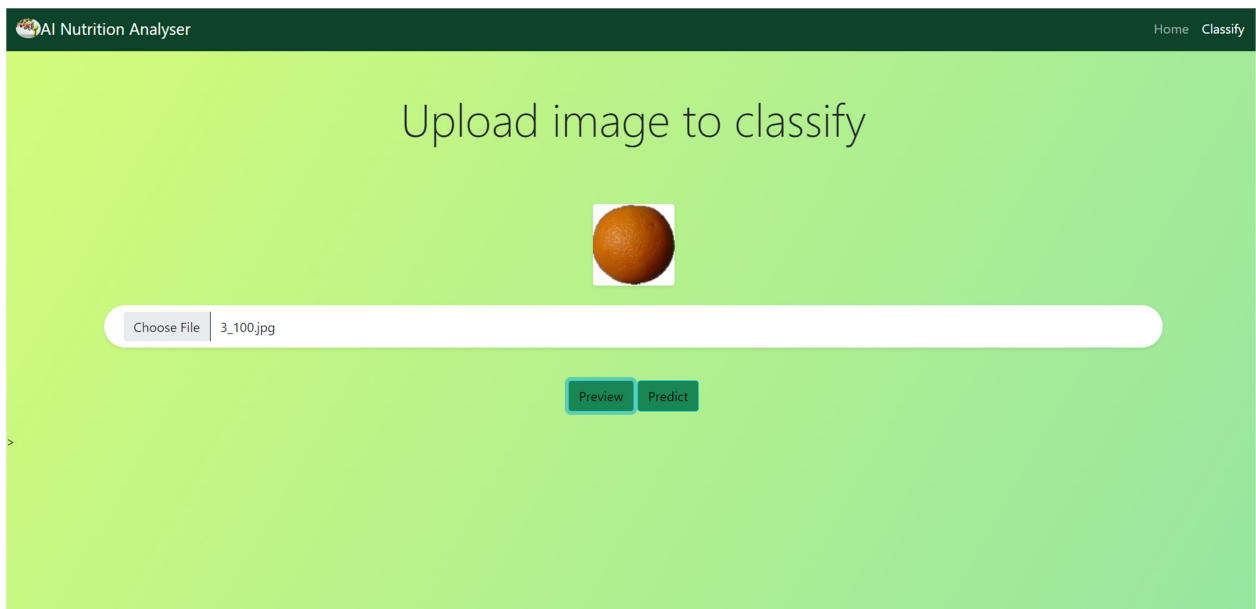 AI Nutrition Analyser
Home Classify
Upload image to classify
Choose File 3_100.jpg
Preview Predict
>